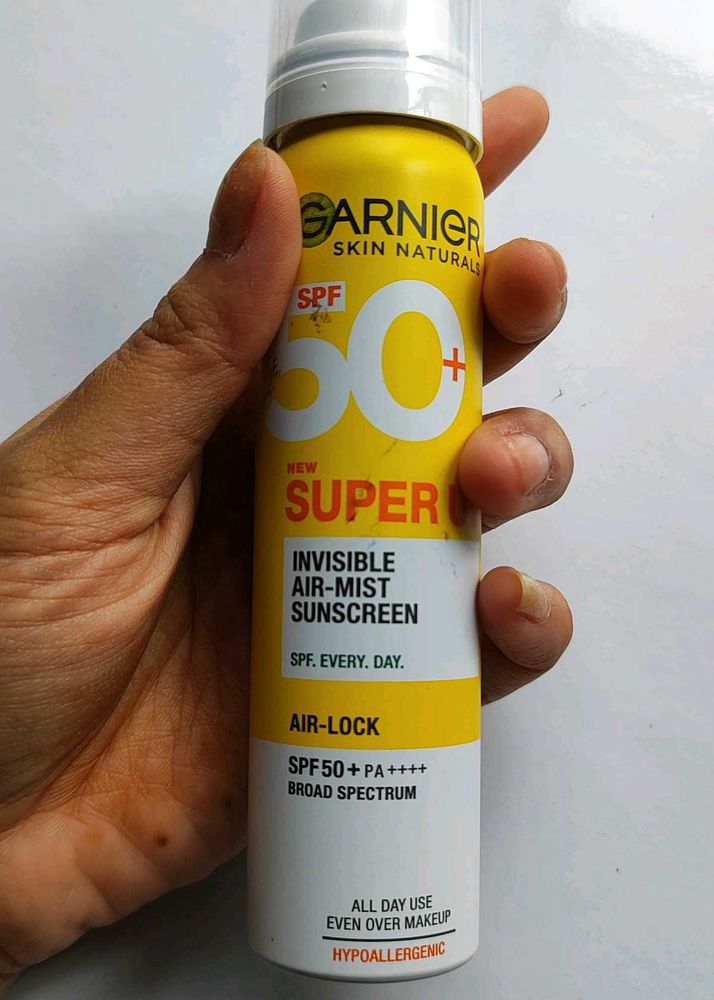 GARNIER
SKIN NATURALS
SPF
50+
NEW
SUPER U
INVISIBLE
AIR-MIST
SUNSCREEN
SPF. EVERY. DAY.
AIR-LOCK
SPF50+ PA++++
BROAD SPECTRUM
ALL DAY USE
EVEN OVER MAKEUP
HYPOALLERGENIC